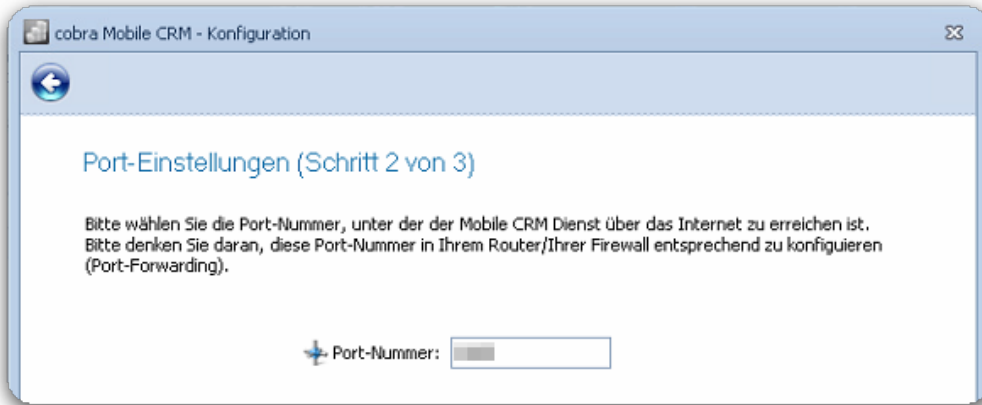 cobra Mobile CRM - Konfiguration
Port-Einstellungen (Schritt 2 von 3)
Bitte wählen Sie die Port-Nummer, unter der der Mobile CRM Dienst über das Internet zu erreichen ist.
Bitte denken Sie daran, diese Port-Nummer in Ihrem Router/Ihrer Firewall entsprechend zu konfiguieren
(Port-Forwarding).
Port-Nummer: